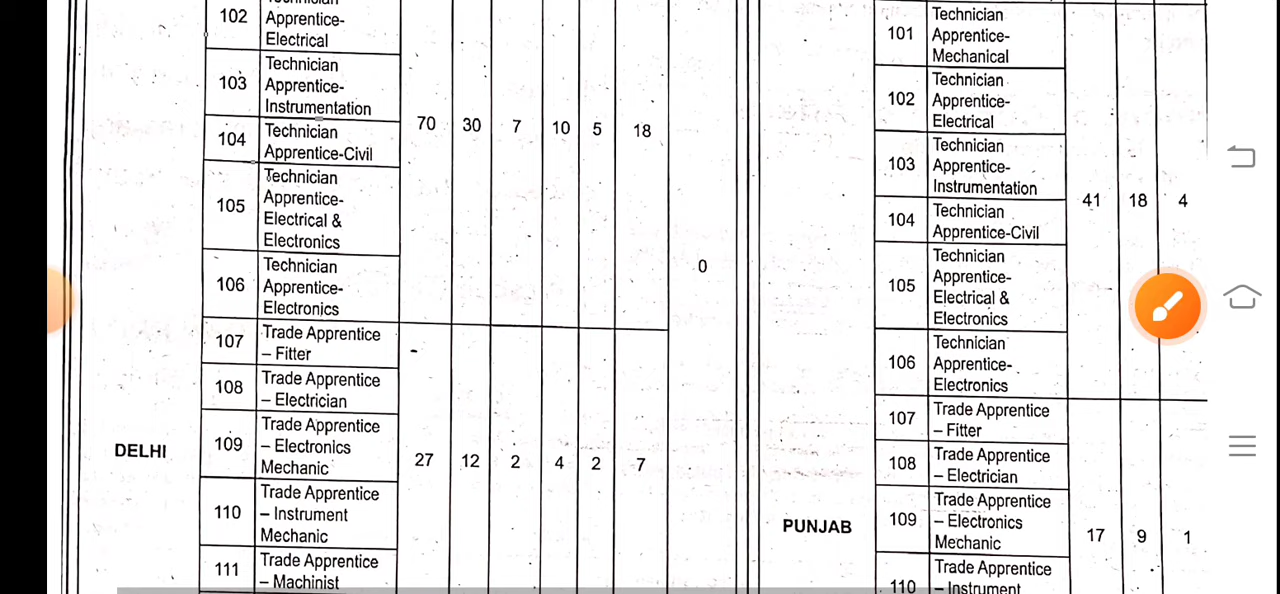 Technician
102
Apprentice-
Electrical
103
Technician
Apprentice-
Instrumentation
104
Technician
Apprentice-Civil
105
Technician
Apprentice-
Electrical &
Electronics
106
Technician
Apprentice-
Electronics
70 30 7 10 5 18
0
DELHI
107
Trade Apprentice
– Fitter
108
Trade Apprentice
– Electrician
109
Trade Apprentice
– Electronics
Mechanic
110
Trade Apprentice
– Instrument
Mechanic
111
Trade Apprentice
– Machinist
27 12 2 4 2 7
101
Technician
Apprentice-
Mechanical
102
Technician
Apprentice-
Electrical
103
Technician
Apprentice-
Instrumentation
104
Technician
Apprentice-Civil
105
Technician
Apprentice-
Electrical &
Electronics
106
Technician
Apprentice-
Electronics
41 18 4
PUNJAB
107
Trade Apprentice
– Fitter
108
Trade Apprentice
– Electrician
109
Trade Apprentice
– Electronics
Mechanic
110
Trade Apprentice
– Instrument
17 9 1